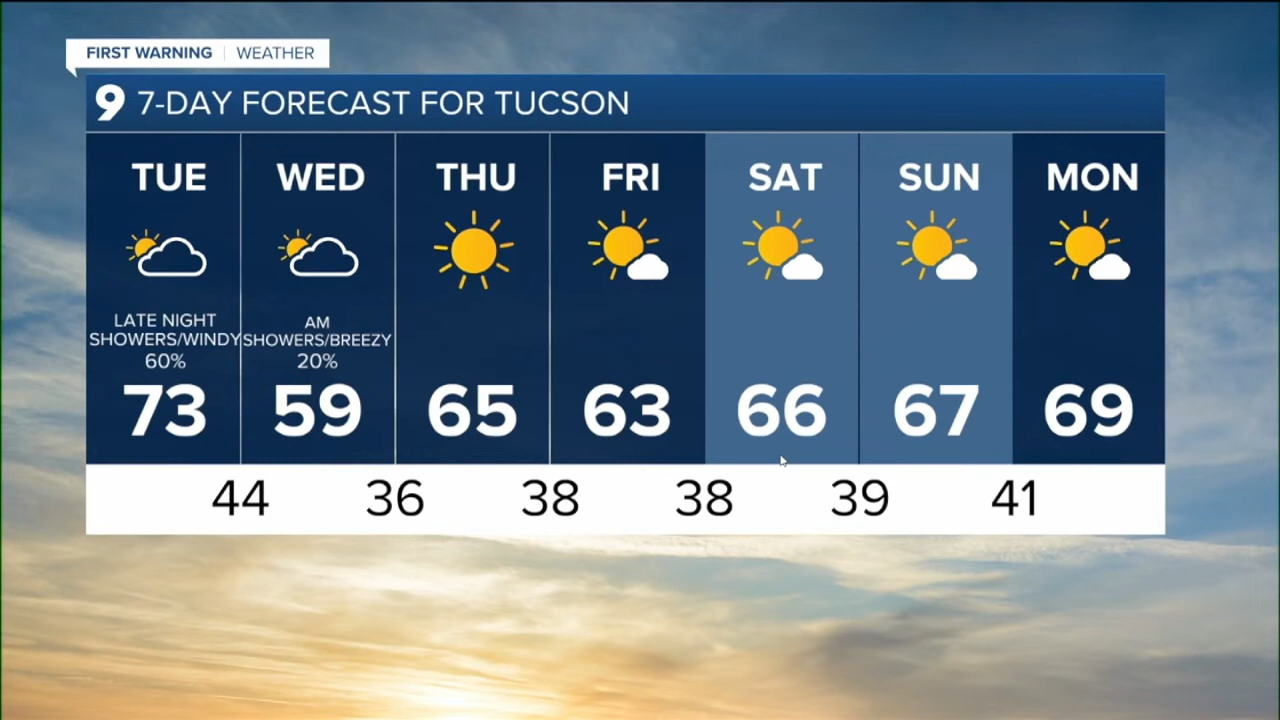 FIRST WARNING | WEATHER
9 7-DAY FORECAST FOR TUCSON
TUE WED THU FRI SAT SUN MON
LATE NIGHT
SHOWERS/WINDY
60%
AM
SHOWERS/BREEZY
20%
73 59 65 63 66 67 69
44 36 38 38 39 41